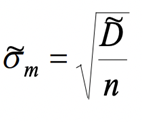 σ̃ₘ = √(D̃/n)